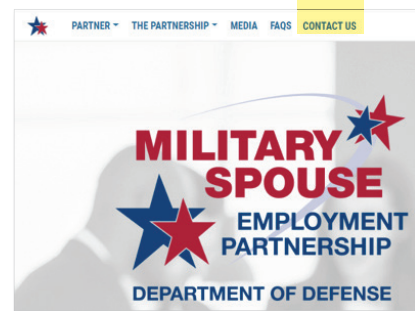 PARTNER THE PARTNERSHIP MEDIA FAQS CONTACT US
MILITARY
SPOUSE
EMPLOYMENT
PARTNERSHIP
DEPARTMENT OF DEFENSE